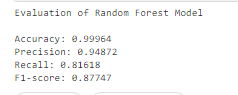 Evaluation of Random Forest Model
Accuracy: 0.99964
Precision: 0.94872
Recall: 0.81618
F1-score: 0.87747